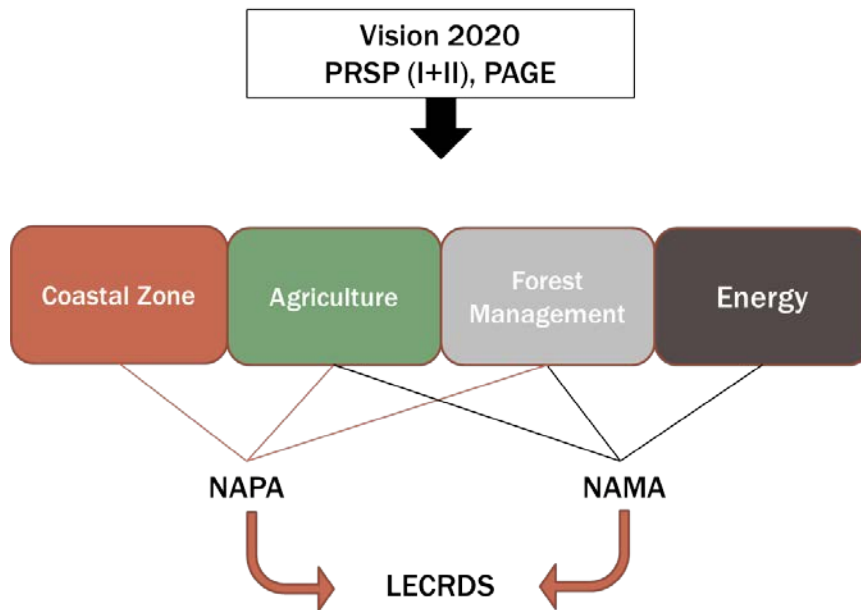 Vision 2020
PRSP (I+II), PAGE
Coastal Zone
Agriculture
Forest
Management
Energy
NAPA
NAMA
LECRDS